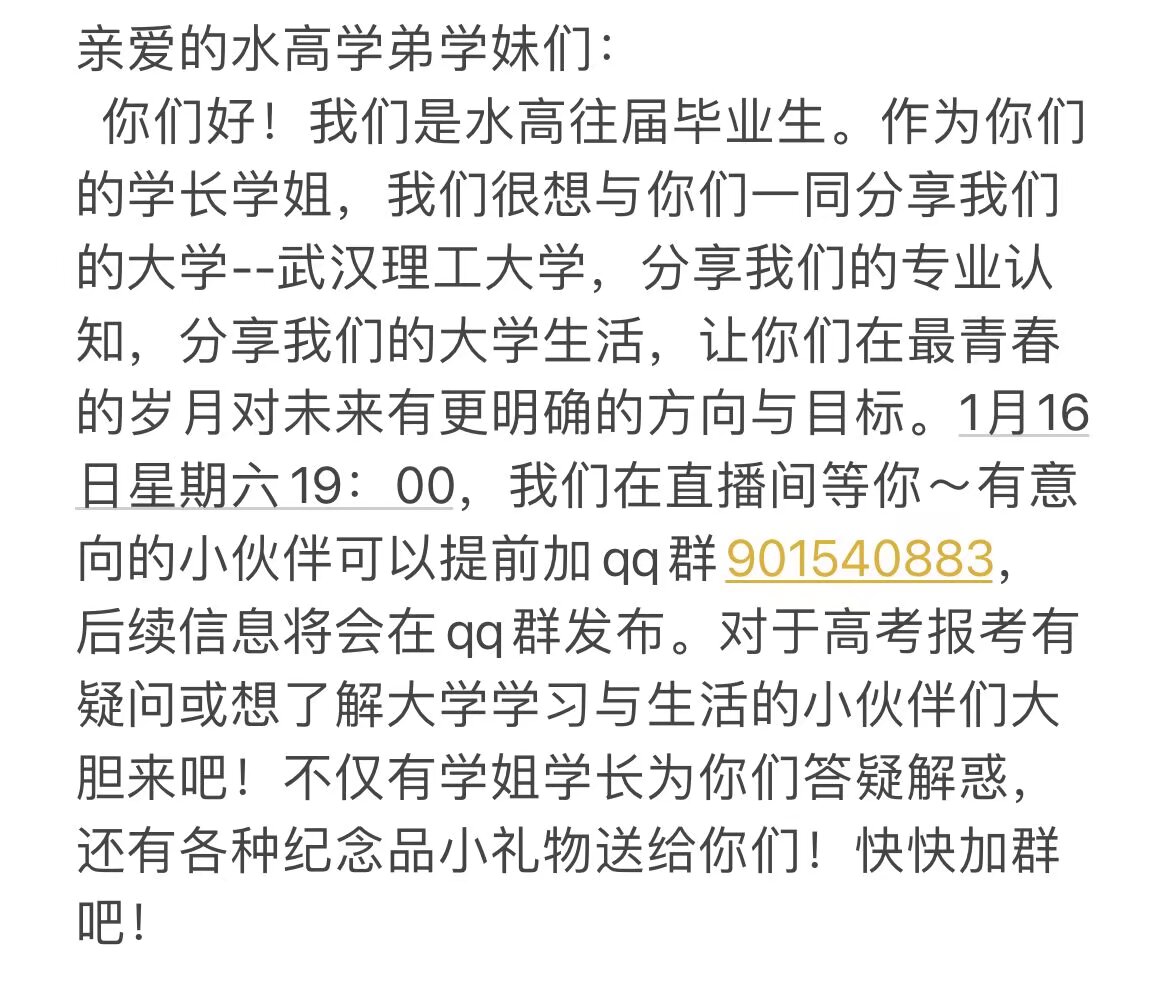 亲爱的水高学弟学妹们：
你们好！我们是水高往届毕业生。作为你们
的学长学姐，我们很想与你们一同分享我们
的大学--武汉理工大学，分享我们的专业认
知，分享我们的大学生活，让你们在最青春
的岁月对未来有更明确的方向与目标。1月16
日星期六19：00，我们在直播间等你～有意
向的小伙伴可以提前加qq群901540883，
后续信息将会在qq群发布。对于高考报考有
疑问或想了解大学学习与生活的小伙伴们大
胆来吧！不仅有学姐学长为你们答疑解惑，
还有各种纪念品小礼物送给你们！快快加群
吧！